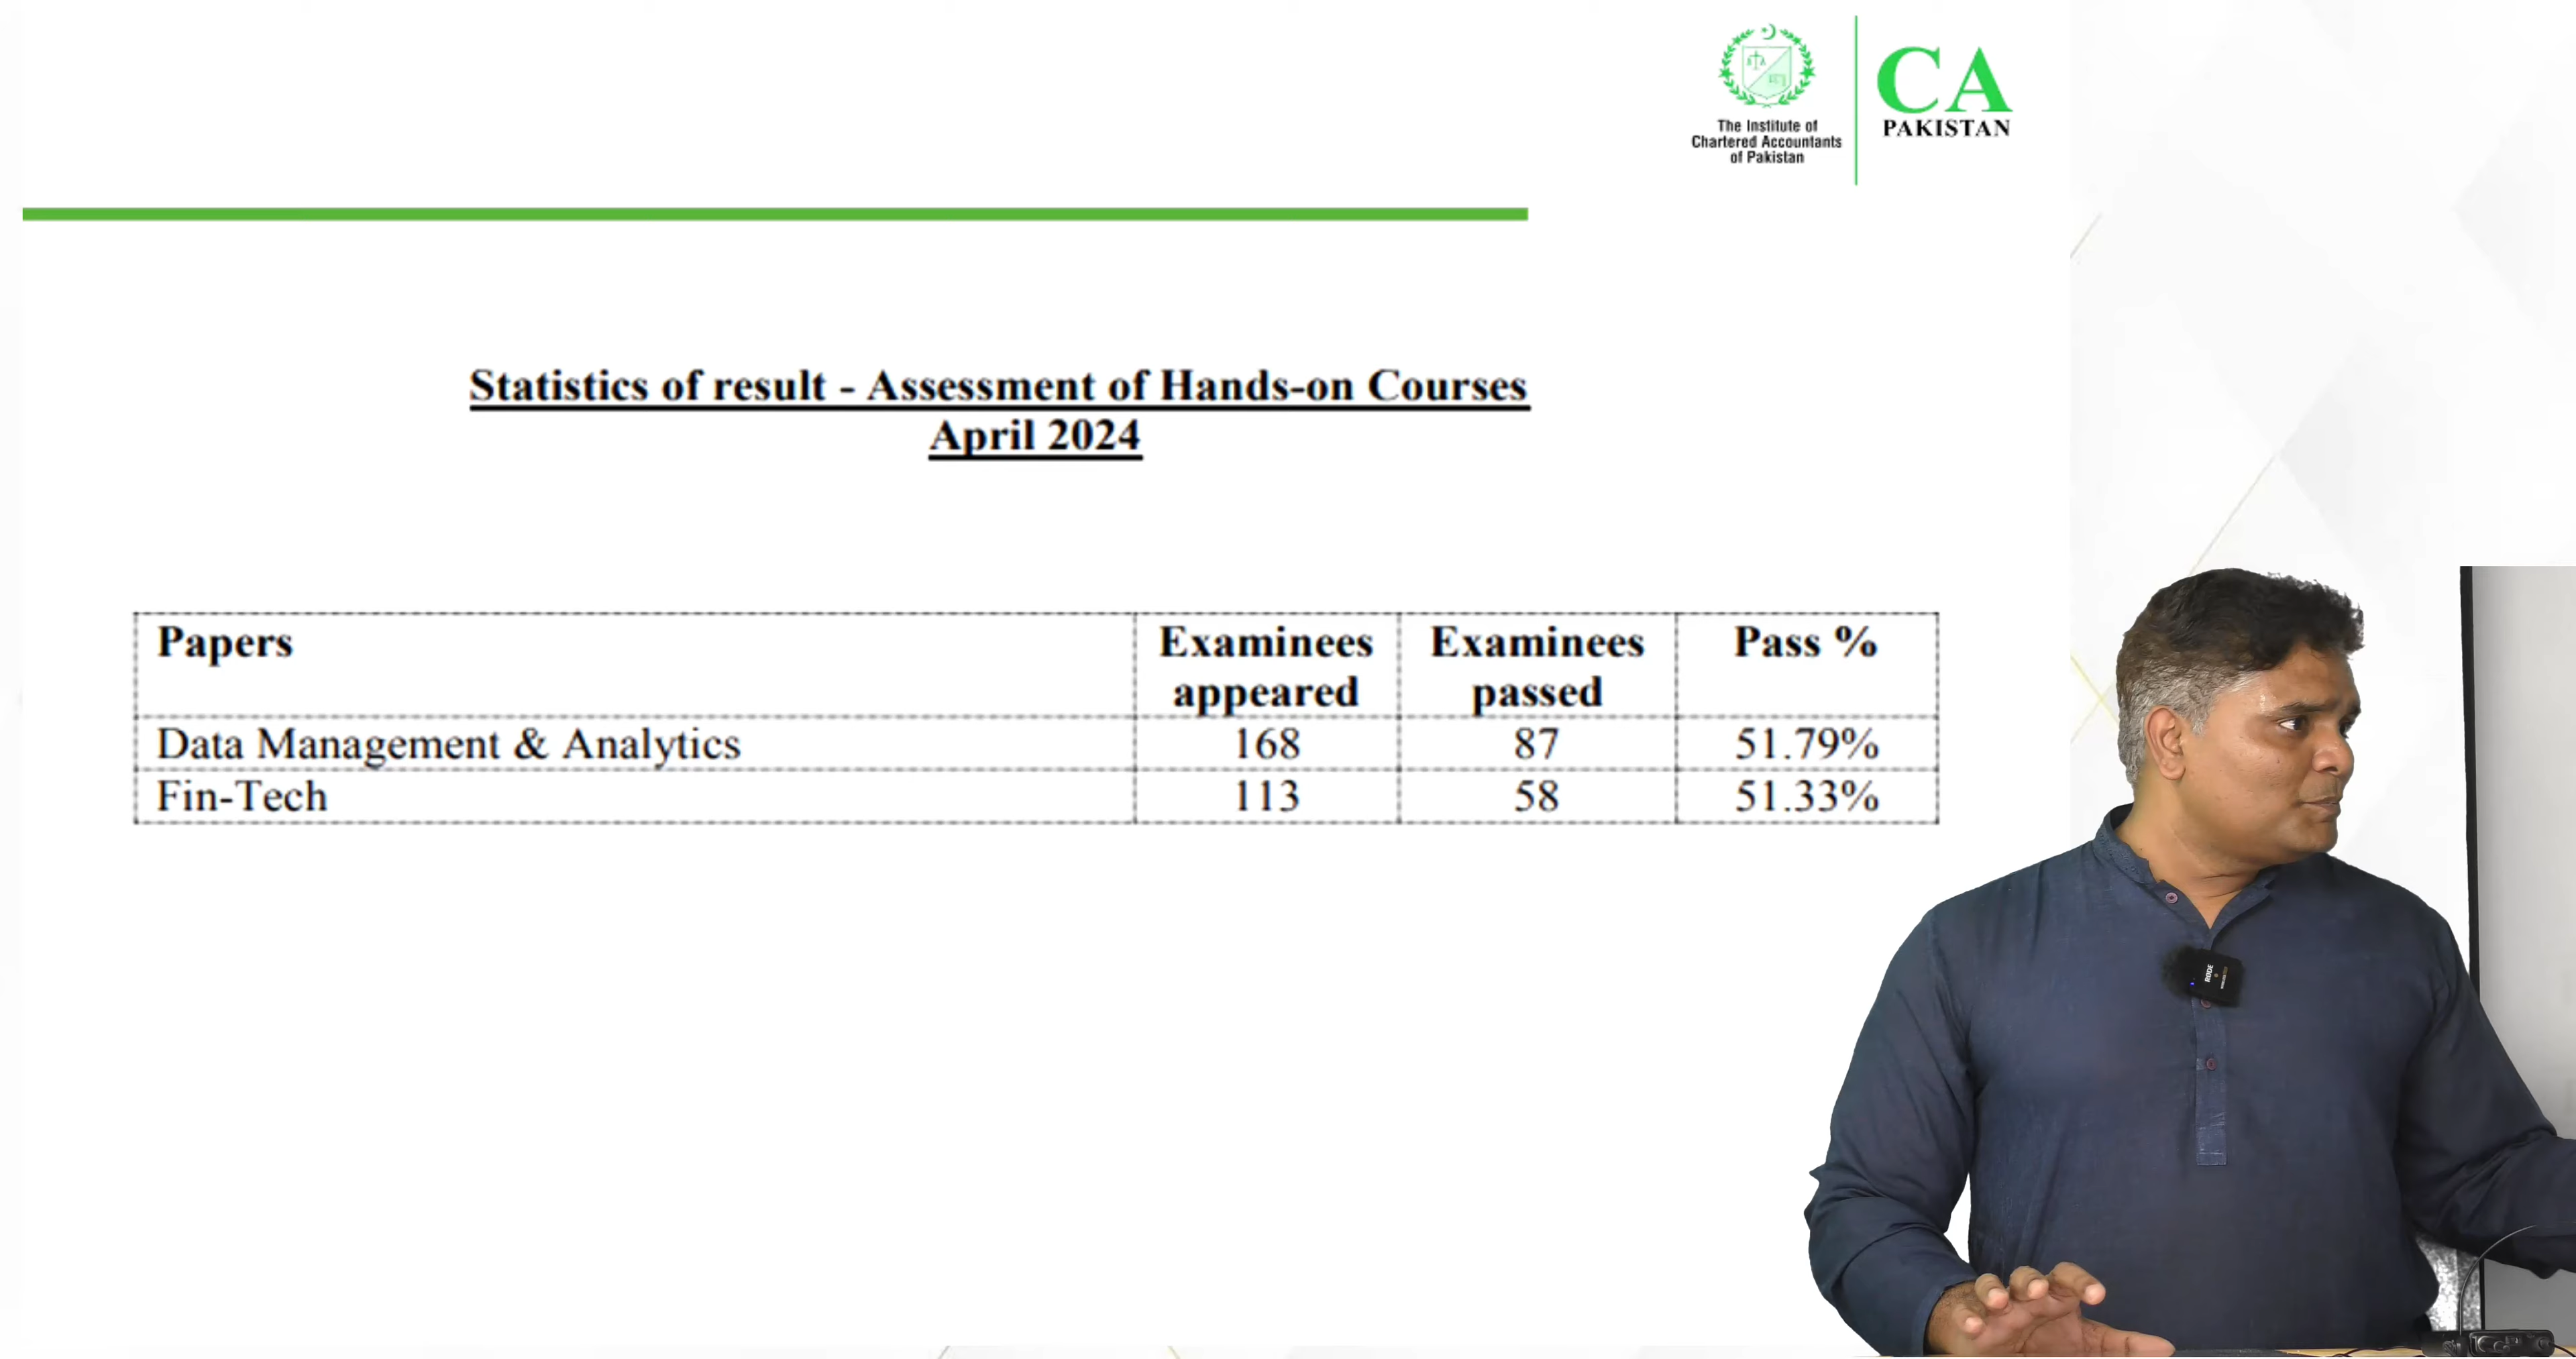 The Institute of
Chartered Accountants
of Pakistan
CA
PAKISTAN
Statistics of result - Assessment of Hands-on Courses
April 2024
Papers Examinees appeared Examinees passed Pass %
Data Management & Analytics 168 87 51.79%
Fin-Tech 113 58 51.33%
RØDE